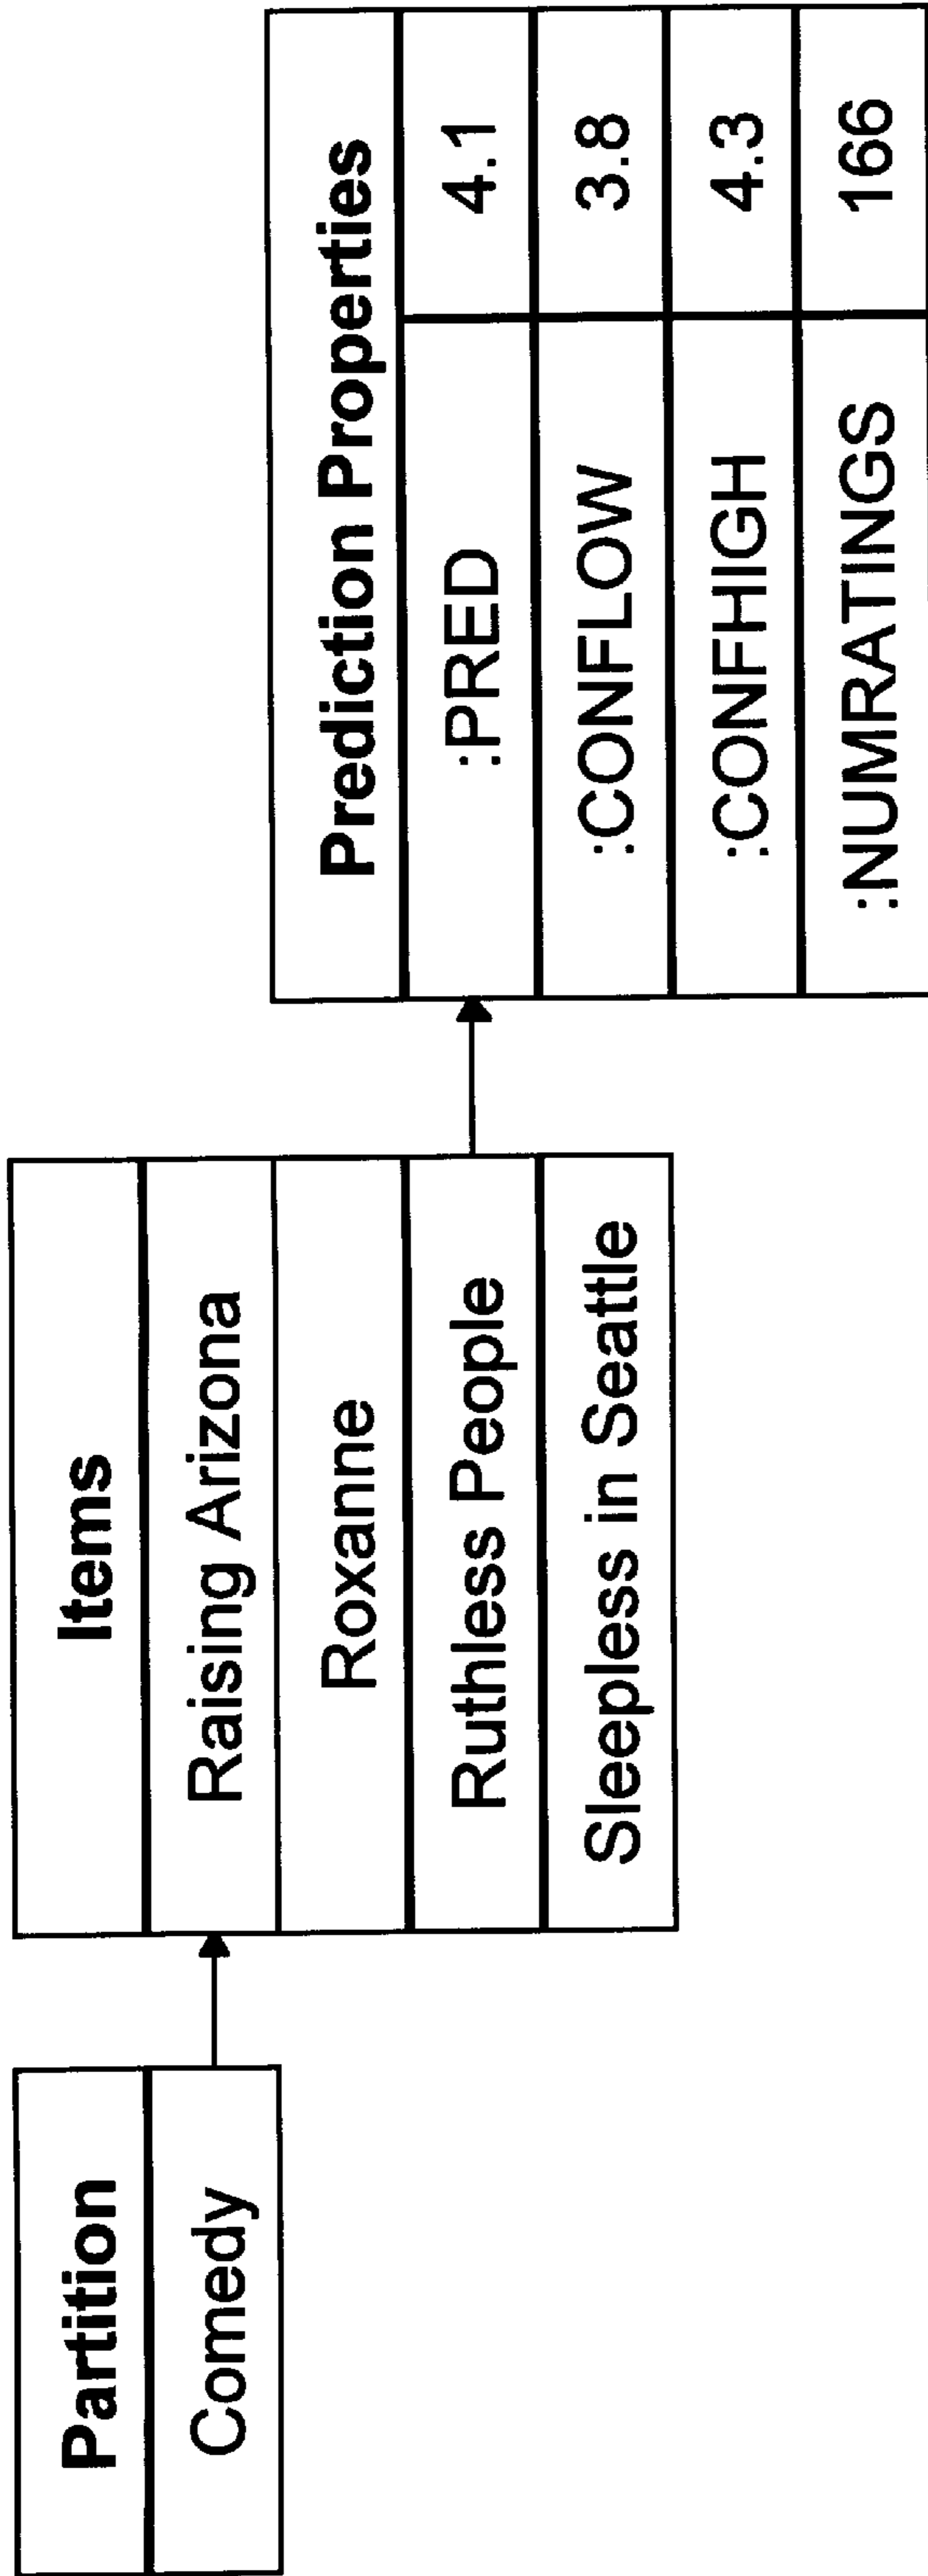 Partition
Comedy
Items
Raising Arizona
Roxanne
Ruthless People
Sleepless in Seattle
Prediction Properties
:PRED 4.1
:CONFLOW 3.8
:CONFHIGH 4.3
:NUMRATINGS 166